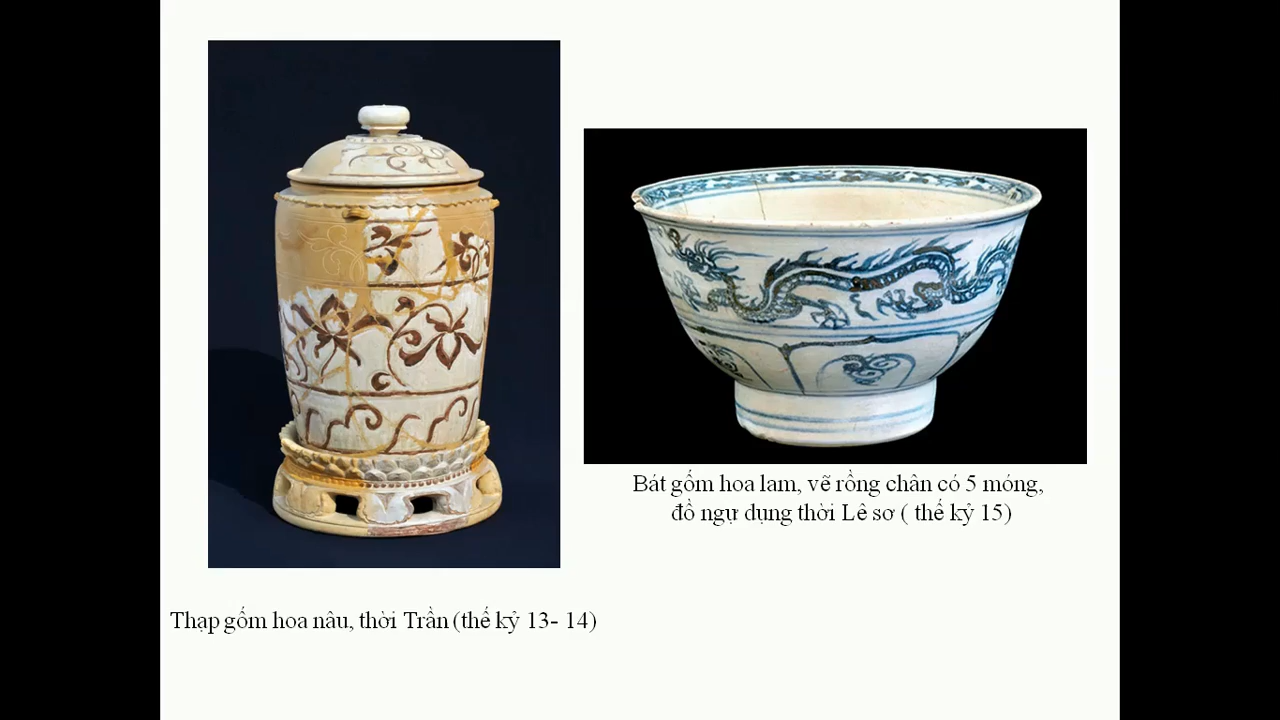 Bát gốm hoa lam, vẽ rồng chân có 5 móng,
đồ ngự dụng thời Lê sơ ( thế kỷ 15)
Thạp gốm hoa nâu, thời Trần (thế kỷ 13- 14)